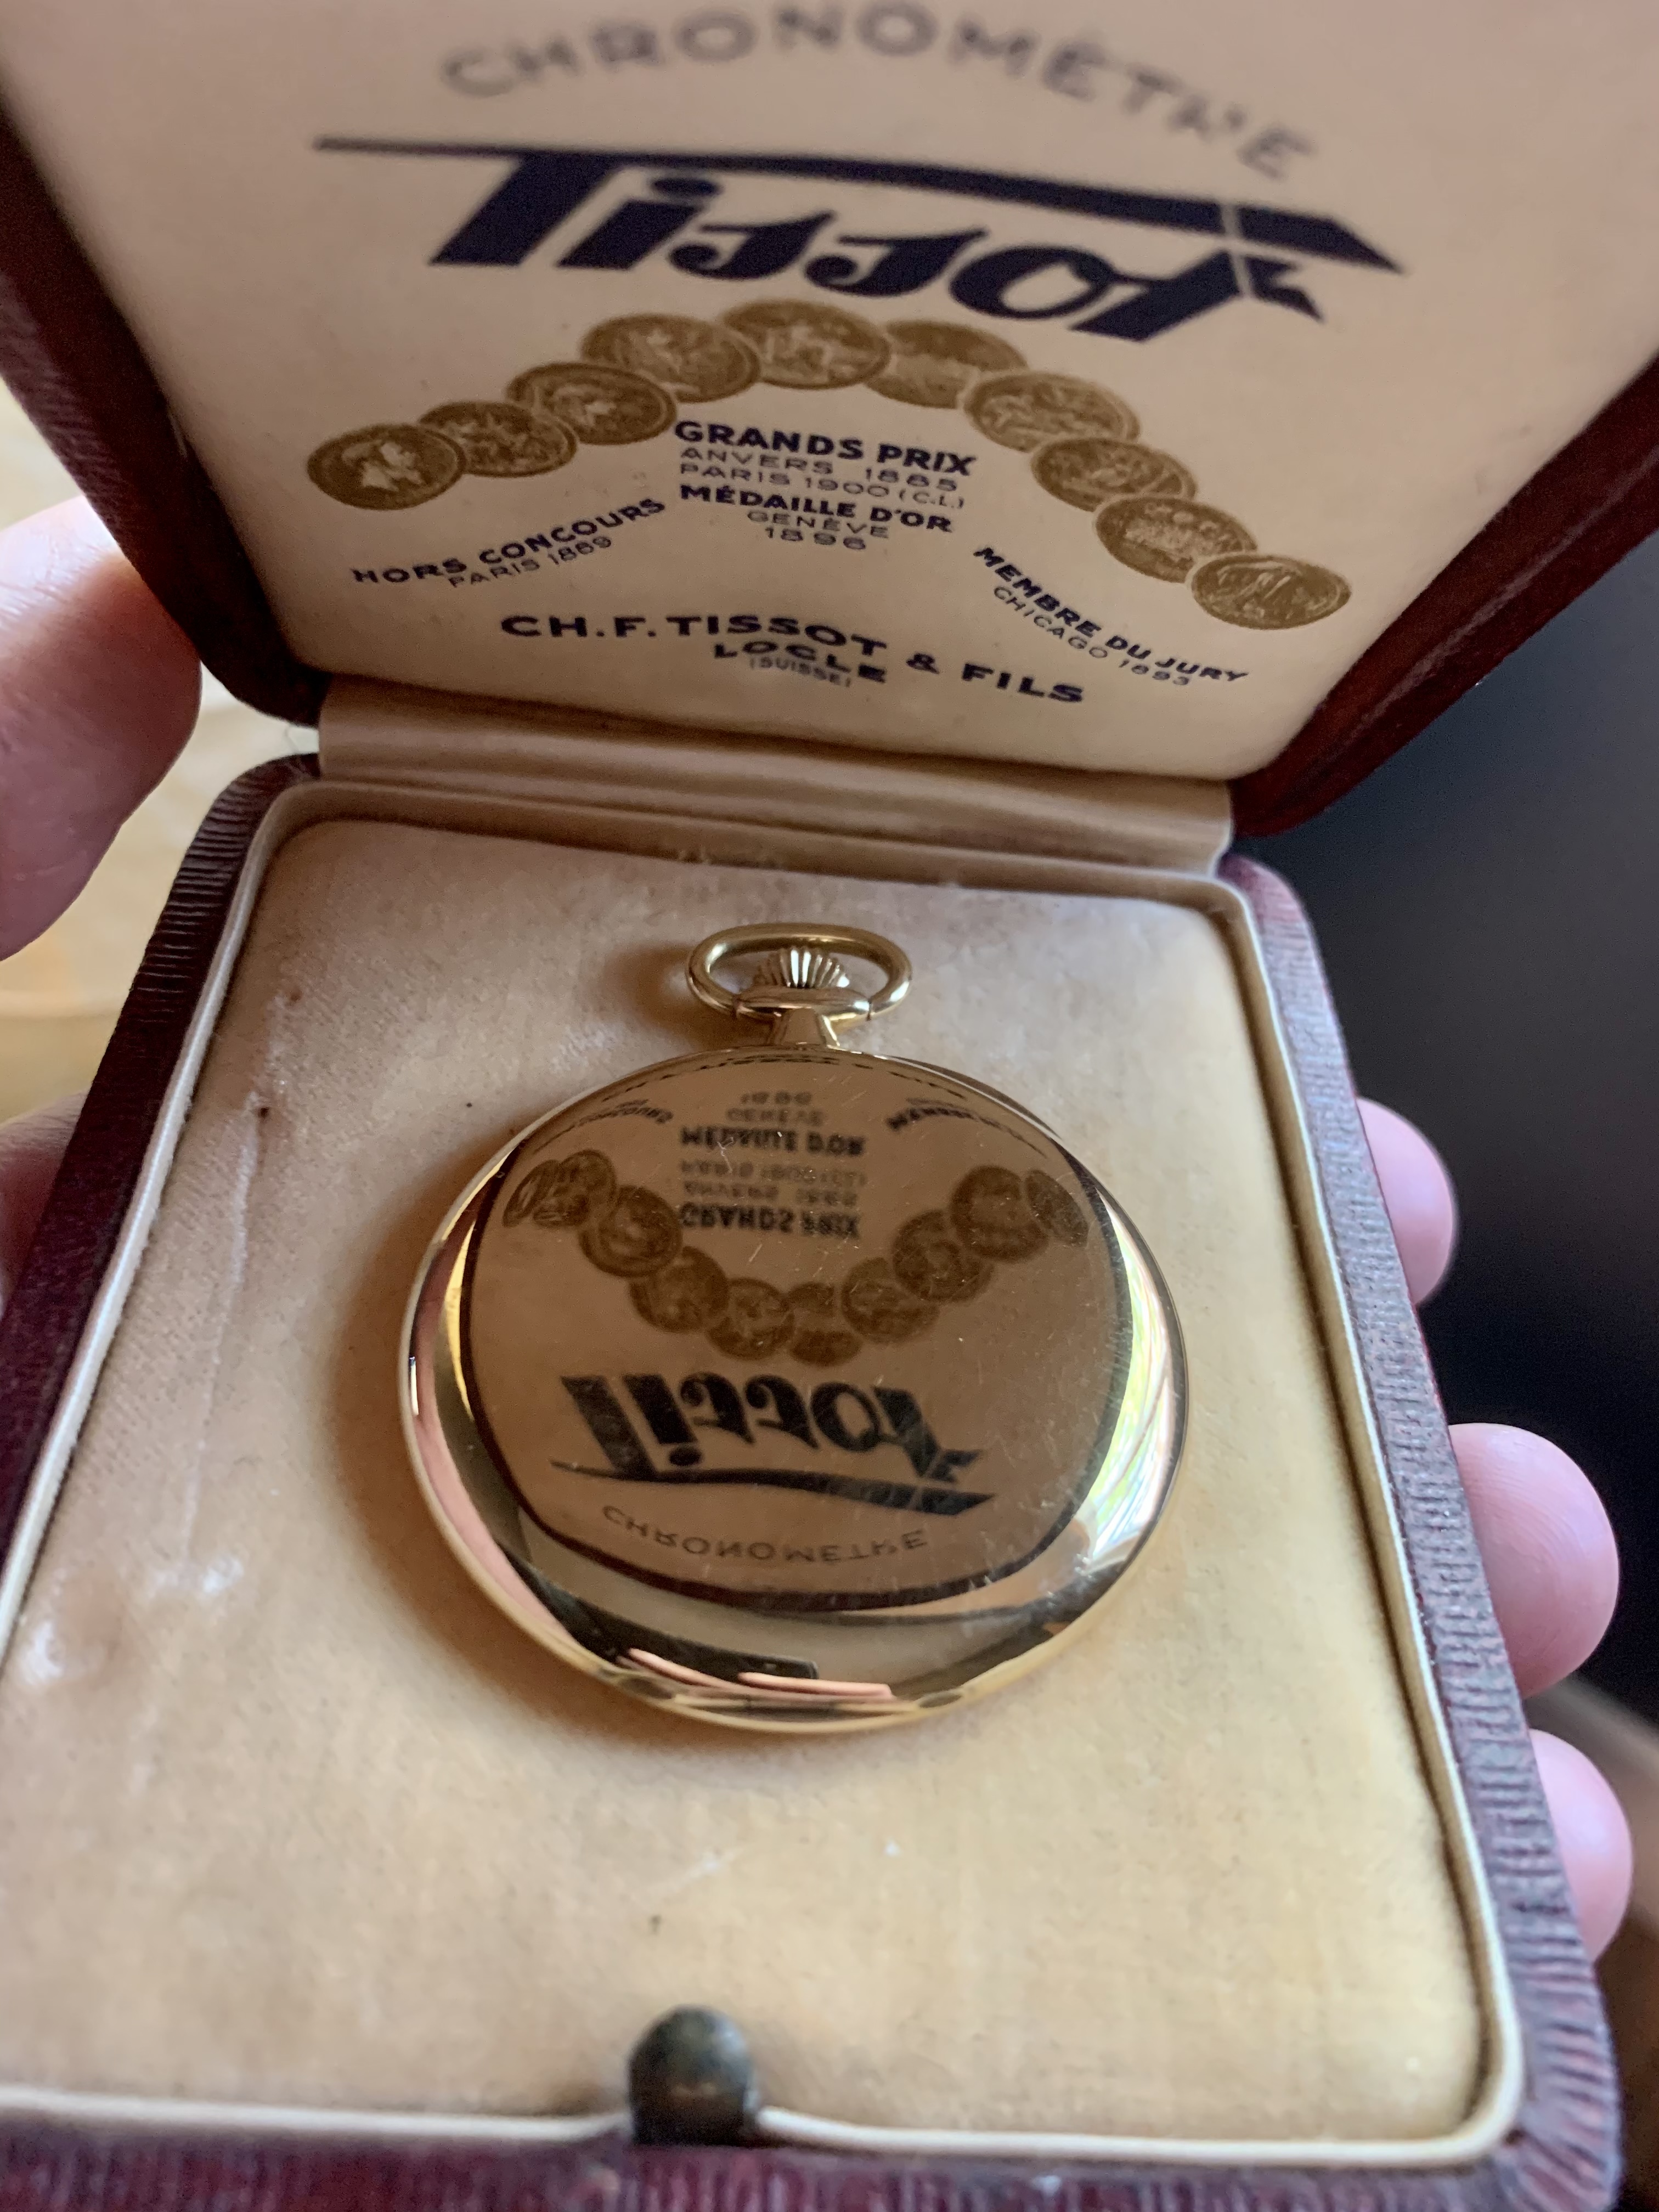 CHRONOMÈTRE
Tissot
GRANDS PRIX
ANVERS 1885
PARIS 1900 (C.L.)
MÉDAILLE D'OR
GENÈVE
1896
HORS CONCOURS
PARIS 1889
MEMBRE DU JURY
CHICAGO 1893
CH.F. TISSOT & FILS
LOCLE
(SUISSE)